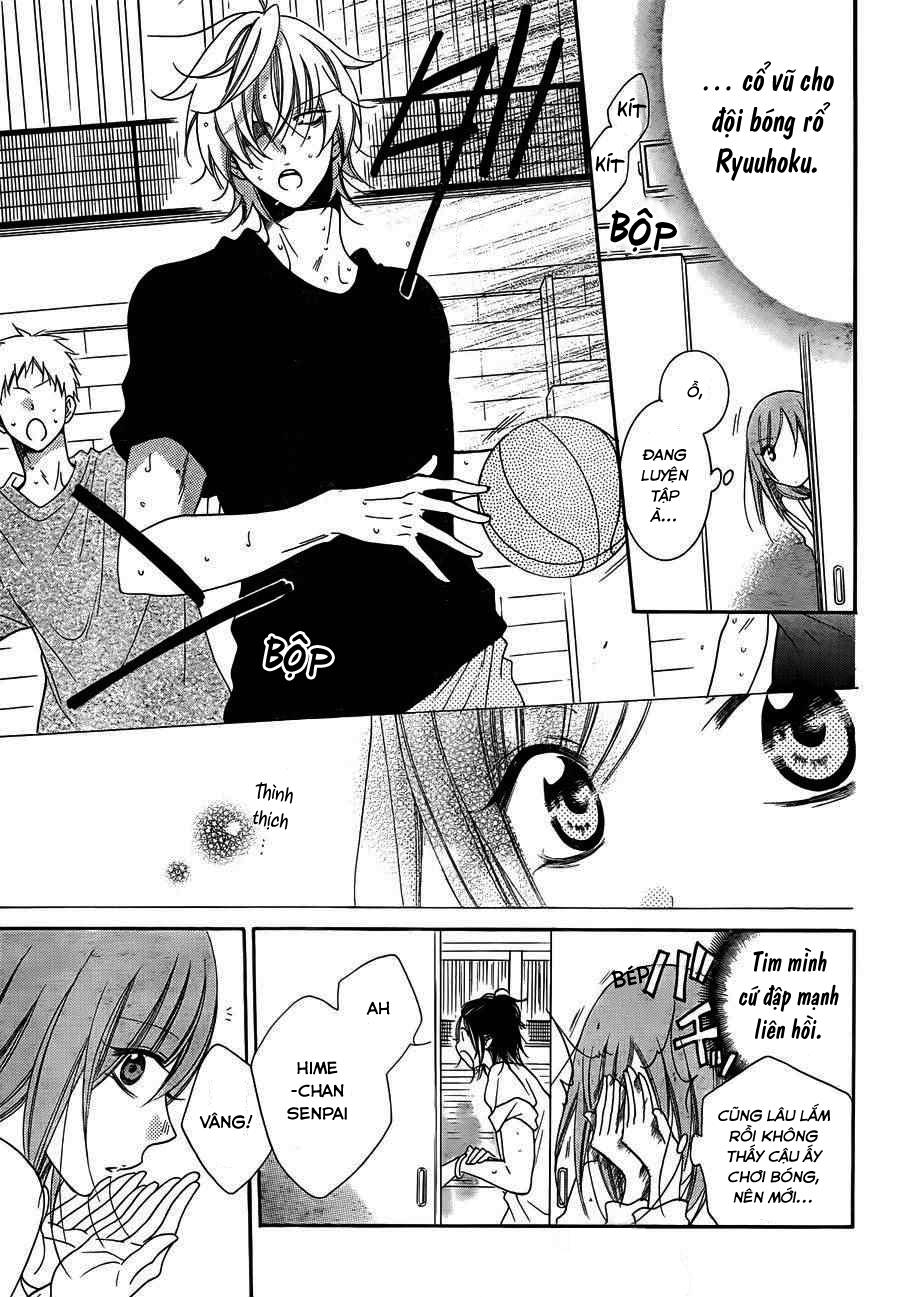 ... cổ vũ cho
đội bóng rổ
Ryuuhoku.
KÍT
KÍT
BỘP
Ồ,
ĐANG
LUYỆN
TẬP
À...
BỘP
Thình
thịch
...
Tim mình
cứ đập mạnh
liên hồi.
BÉP
CŨNG LÂU LẮM
RỒI KHÔNG
THẤY CẬU ẤY
CHƠI BÓNG,
NÊN MỚI...
AH
HIME
-CHAN
SENPAI
VÂNG!